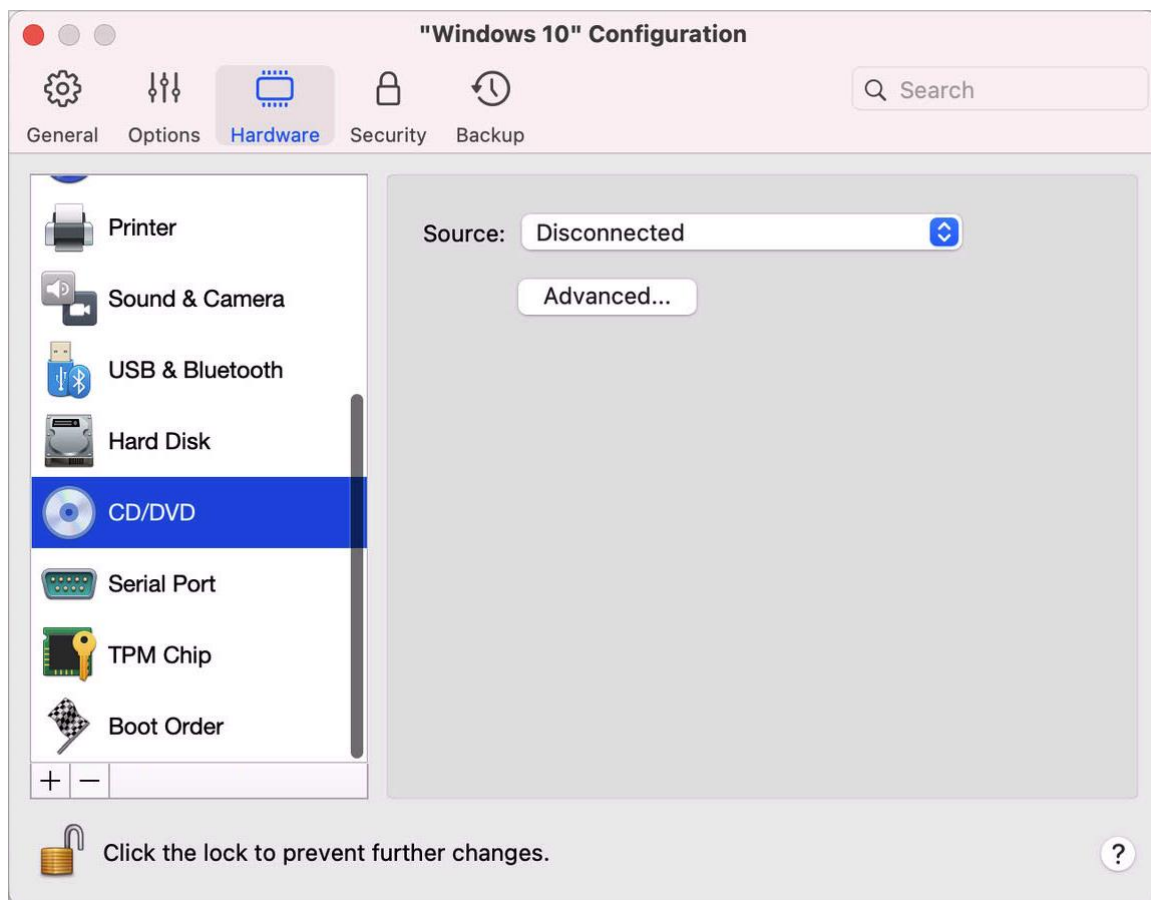 "Windows 10" Configuration
General Options Hardware Security Backup
Search
Printer
Sound & Camera
USB & Bluetooth
Hard Disk
CD/DVD
Serial Port
TPM Chip
Boot Order
Source: Disconnected
Advanced...
Click the lock to prevent further changes.
?